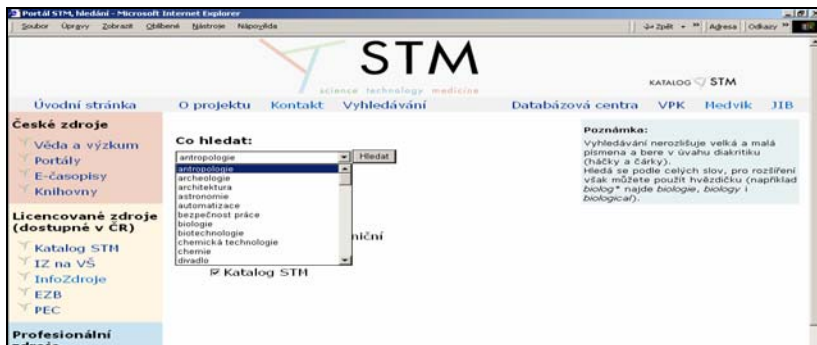 Portál STM, hledání - Microsoft Internet Explorer
Soubor Úpravy Zobrazit Oblíbené Nástroje Nápověda
Zpět Adresa Odkazy
STM
science technology medicine
KATALOG STM
Úvodní stránka O projektu Kontakt Vyhledávání Databázová centra VPK Medvik JIB
České zdroje
Věda a výzkum
Portály
E-časopisy
Knihovny
Licencované zdroje
(dostupné v ČR)
Katalog STM
IZ na VŠ
InfoZdroje
EZB
PEC
Profesionální
Co hledat:
antropologie Hledat
antropologie
archeologie
architektura
astronomie
automatizace
bezpečnost práce
biologie
biotechnologie
chemická technologie
chemie
divadlo
niční
Katalog STM
Poznámka:
Vyhledávání nerozlišuje velká a malá
písmena a bere v úvahu diakritiku
(háčky a čárky).
Hledá se podle celých slov, pro rozšíření
však můžete použít hvězdičku (například
biolog* najde biologie, biology i
biological).